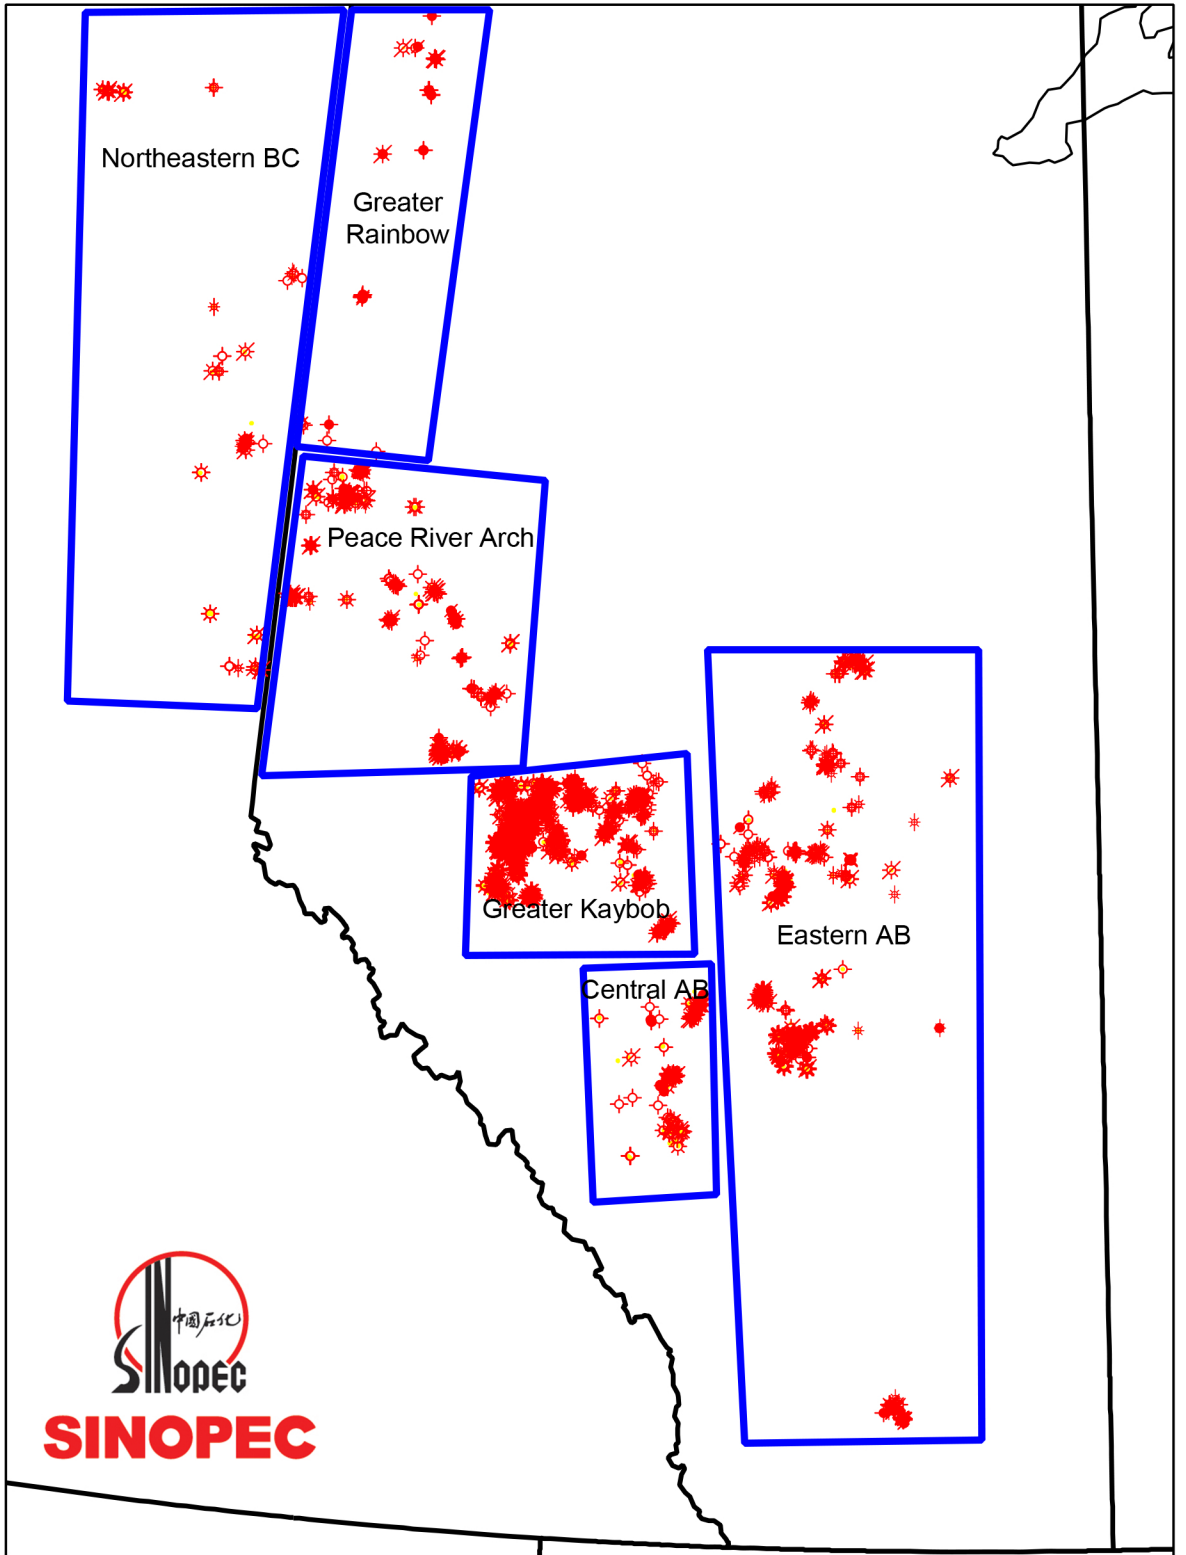 Northeastern BC
Greater
Rainbow
Peace River Arch
Greater Kaybob
Eastern AB
Central AB
中國石化
SINOPEC
SINOPEC